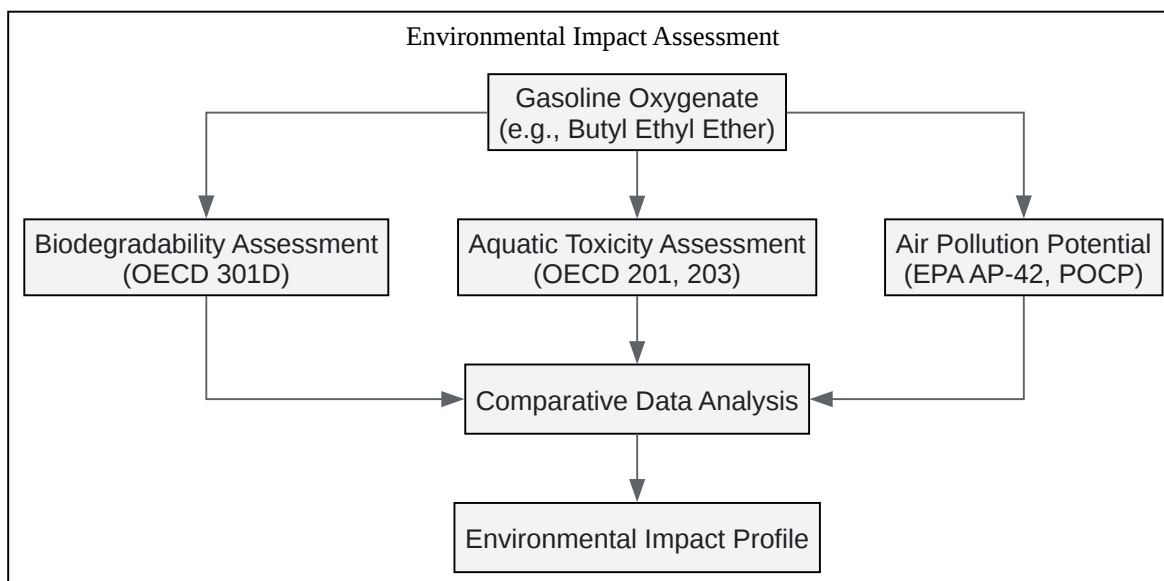 Environmental Impact Assessment
Gasoline Oxygenate
(e.g., Butyl Ethyl Ether)
Biodegradability Assessment
(OECD 301D)
Aquatic Toxicity Assessment
(OECD 201, 203)
Air Pollution Potential
(EPA AP-42, POCP)
Comparative Data Analysis
Environmental Impact Profile